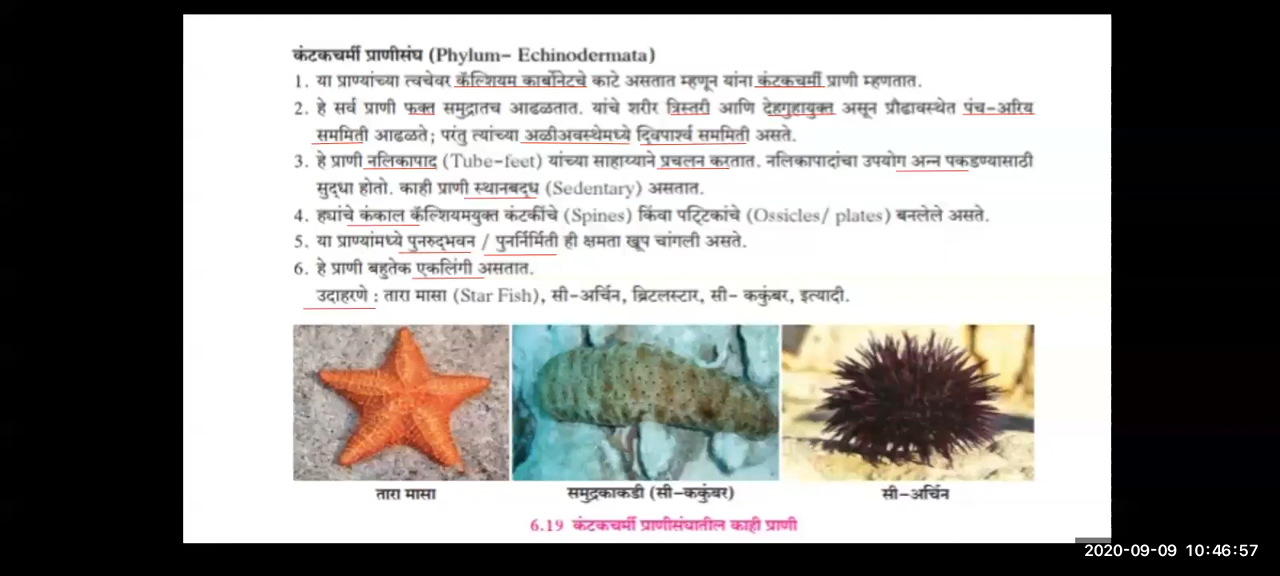 कंटकचर्मी प्राणीसंघ (Phylum– Echinodermata)
1. या प्राण्यांच्या त्वचेवर कॅल्शियम कार्बोनेटचे काटे असतात म्हणून यांना कंटकचर्मी प्राणी म्हणतात.
2. हे सर्व प्राणी फक्त समुद्रातच आढळतात. यांचे शरीर त्रिस्तरी आणि देहगुहायुक्त असून प्रौढावस्थेत पंच-अरिय
सममिती आढळते; परंतु त्यांच्या अळीअवस्थेमध्ये द्विपार्श्व सममिती असते.
3. हे प्राणी नलिकापाद (Tube-feet) यांच्या साहाय्याने प्रचलन करतात. नलिकापादांचा उपयोग अन्न पकडण्यासाठी
सुद्धा होतो. काही प्राणी स्थानबद्ध (Sedentary) असतात.
4. ह्यांचे कंकाल कॅल्शियमयुक्त कंटकींचे (Spines) किंवा पट्टिकांचे (Ossicles/ plates) बनलेले असते.
5. या प्राण्यांमध्ये पुनरुद्भवन / पुनर्निर्मिती ही क्षमता खूप चांगली असते.
6. हे प्राणी बहुतेक एकलिंगी असतात.
उदाहरणे : तारा मासा (Star Fish), सी-अर्चिन, ब्रिटलस्टार, सी- ककुंबर, इत्यादी.
तारा मासा समुद्रकाकडी (सी-ककुंबर) सी-अर्चिन
6.19 कंटकचर्मी प्राणीसंघातील काही प्राणी
2020-09-09 10:46:57